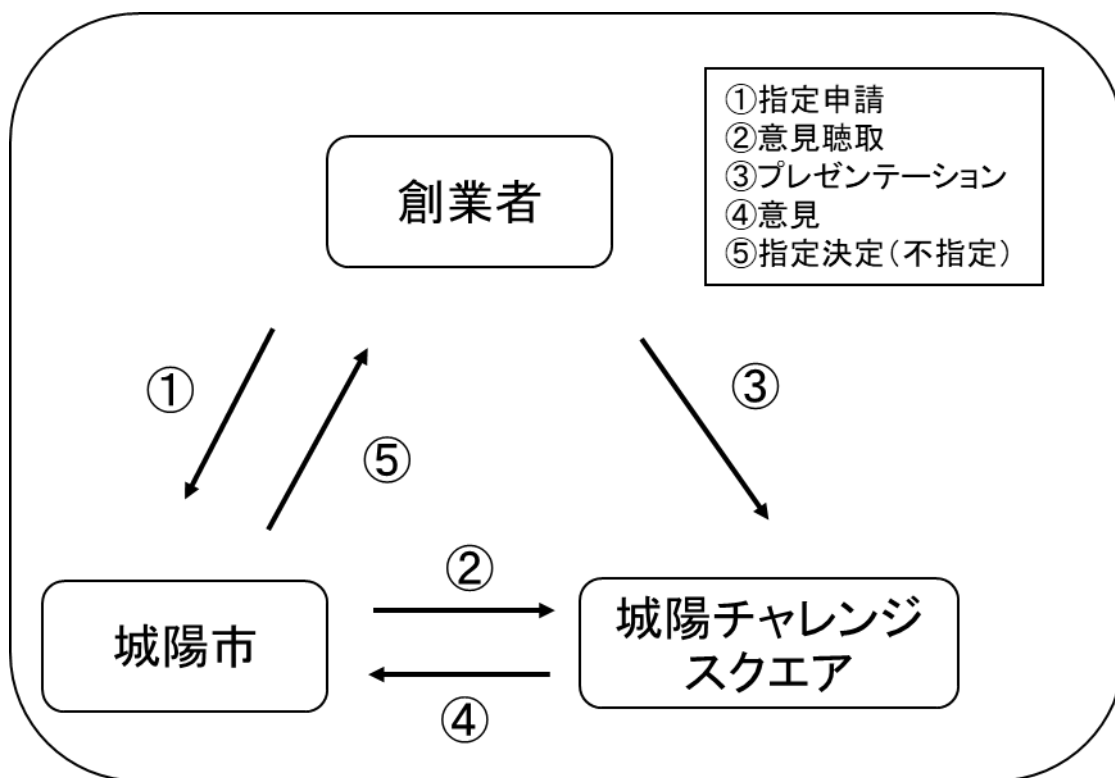 ①指定申請
②意見聴取
③プレゼンテーション
④意見
⑤指定決定(不指定)
創業者
①
⑤
③
②
城陽市
城陽チャレンジ
スクエア
④